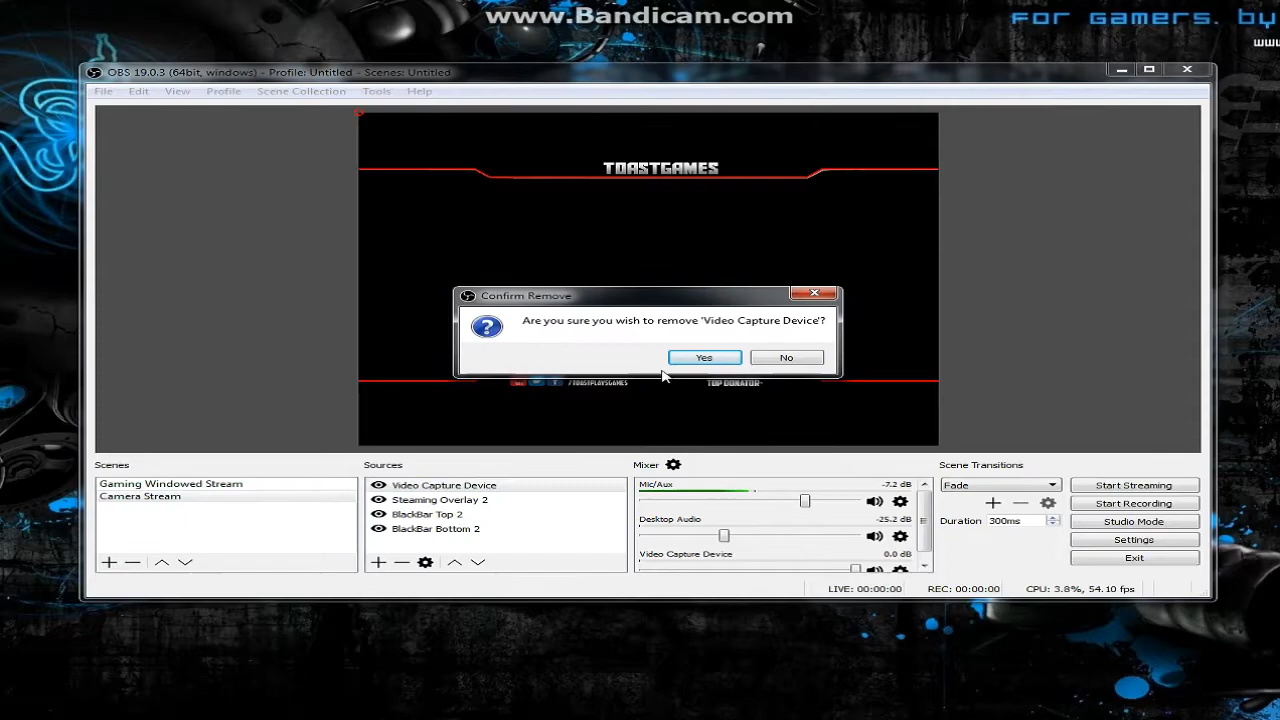 www.Bandicam.com
For Gamers. by
www
OBS 19.0.3 (64bit, windows) - Profile: Untitled - Scenes: Untitled
File Edit View Profile Scene Collection Tools Help
TOASTGAMES
Confirm Remove
Are you sure you wish to remove 'Video Capture Device'?
Yes No
/TOASTPLAYSGAMES TOP DONATOR-
Scenes Sources Mixer Scene Transitions
Gaming Windowed Stream
Camera Stream
Video Capture Device
Steaming Overlay 2
BlackBar Top 2
BlackBar Bottom 2
Mic/Aux -7.2 dB
Desktop Audio -25.2 dB
Video Capture Device 0.0 dB
Fade
Duration 300ms
Start Streaming
Start Recording
Studio Mode
Settings
Exit
LIVE: 00:00:00 REC: 00:00:00 CPU: 3.8%, 54.10 fps